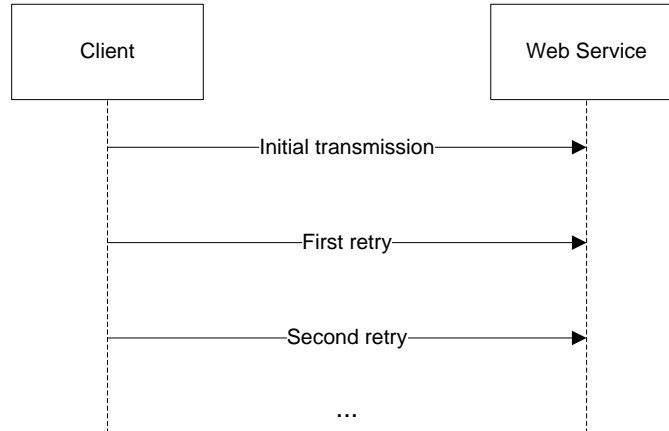 Client
Web Service
Initial transmission
First retry
Second retry
...